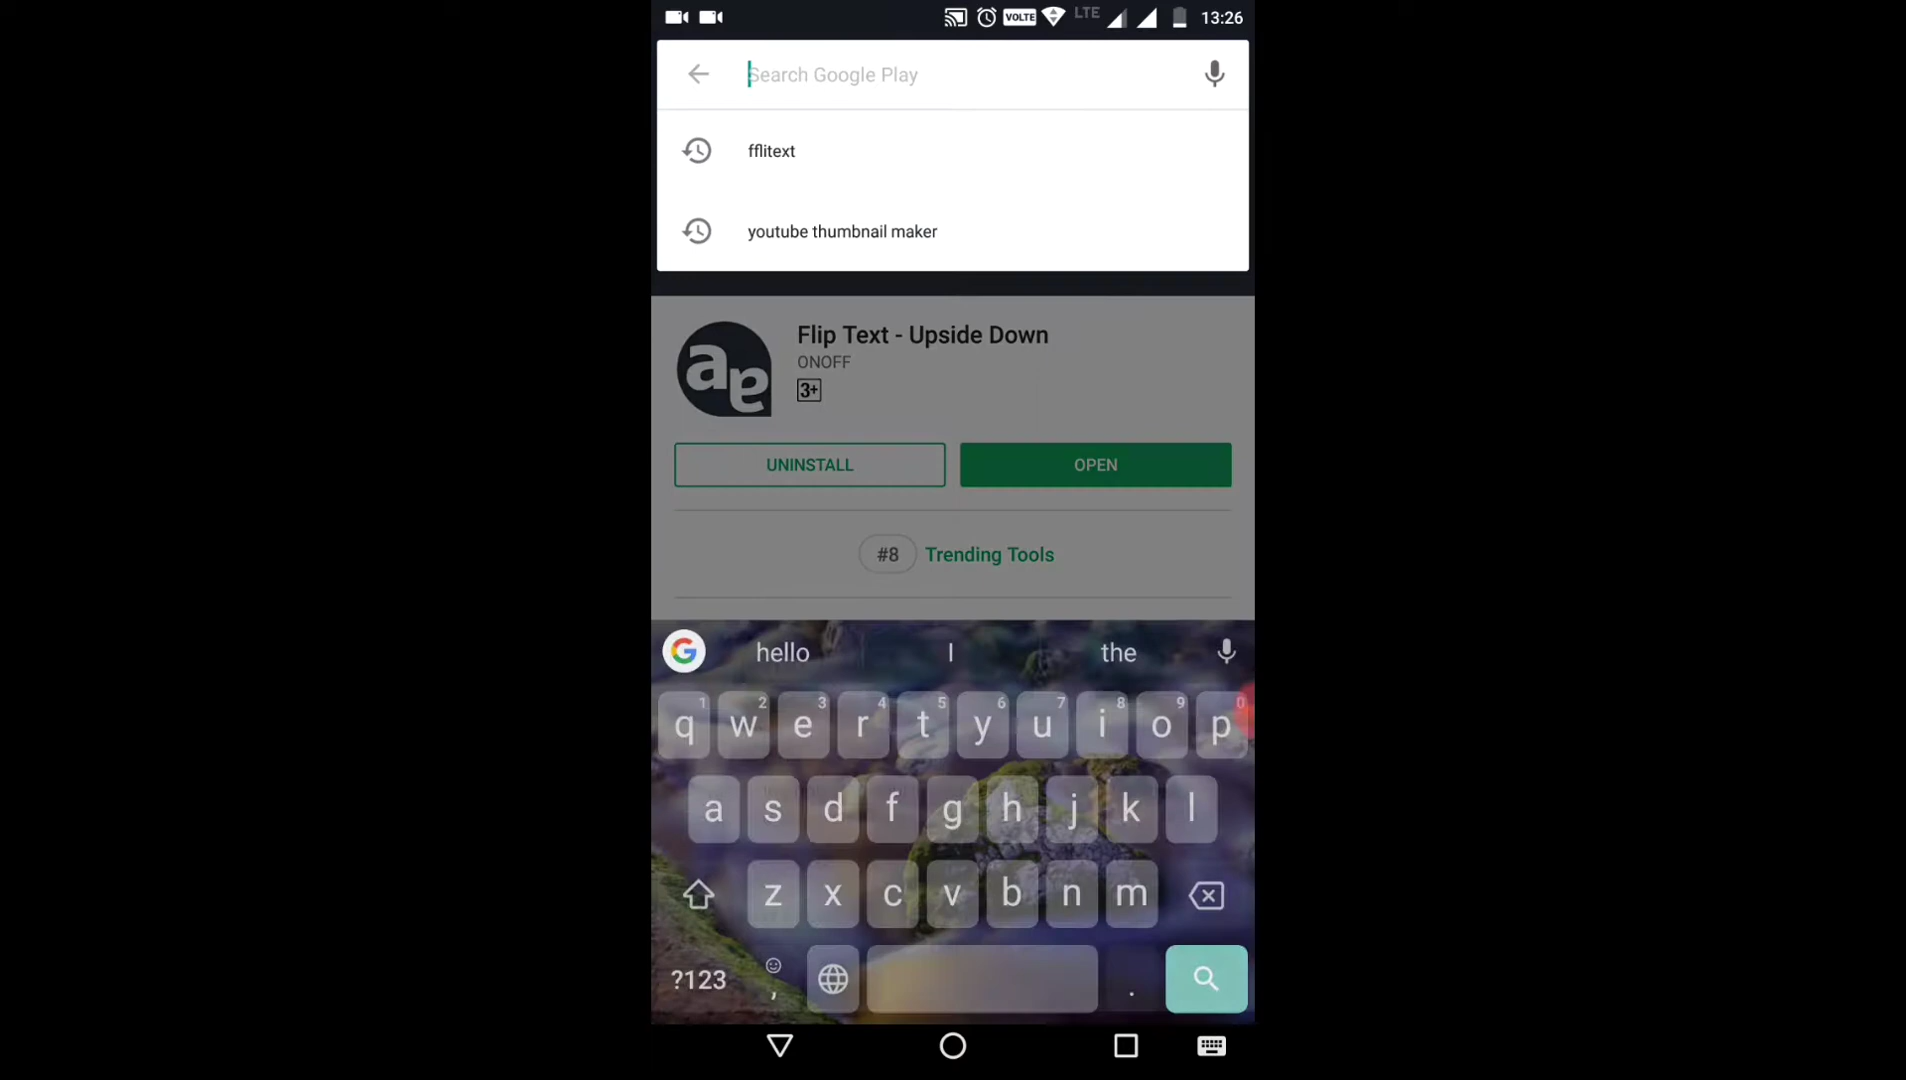 VOLTE LTE 13:26
Search Google Play
fflitext
youtube thumbnail maker
Flip Text - Upside Down
ONOFF
3+
UNINSTALL OPEN
#8 Trending Tools
hello I the
1 2 3 4 5 6 7 8 9 0
q w e r t y u i o p
a s d f g h j k l
z x c v b n m
?123 , .